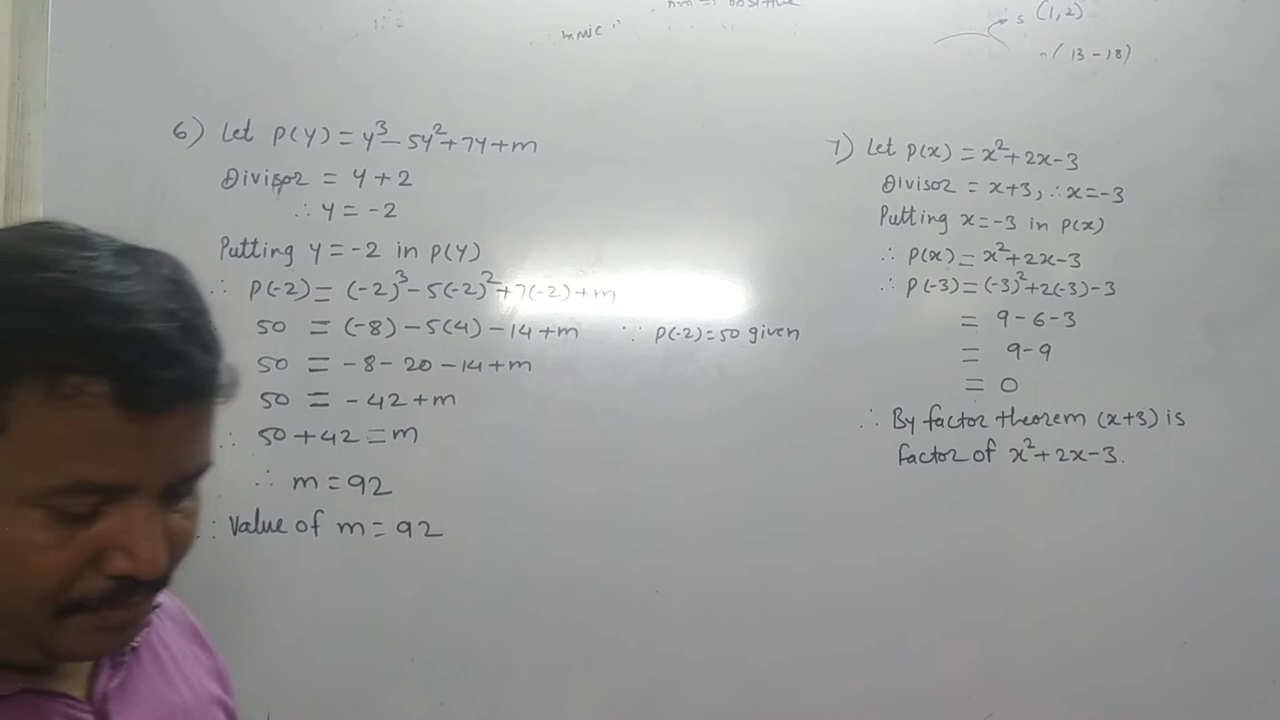 positive
s (1,2)
(13-18)
6) Let P(Y) = Y³ - 5Y² + 7Y + m
Divisor = Y + 2
∴ Y = -2
Putting Y = -2 in P(Y)
∴ P(-2) = (-2)³ - 5(-2)² + 7(-2) + m
50 = (-8) - 5(4) - 14 + m ∵ P(-2) = 50 given
50 = -8 - 20 - 14 + m
50 = -42 + m
∴ 50 + 42 = m
∴ m = 92
∴ Value of m = 92
7) Let P(x) = x² + 2x - 3
Divisor = x + 3, ∴ x = -3
Putting x = -3 in P(x)
∴ P(x) = x² + 2x - 3
∴ P(-3) = (-3)² + 2(-3) - 3
= 9 - 6 - 3
= 9 - 9
= 0
∴ By factor theorem (x+3) is
factor of x² + 2x - 3.